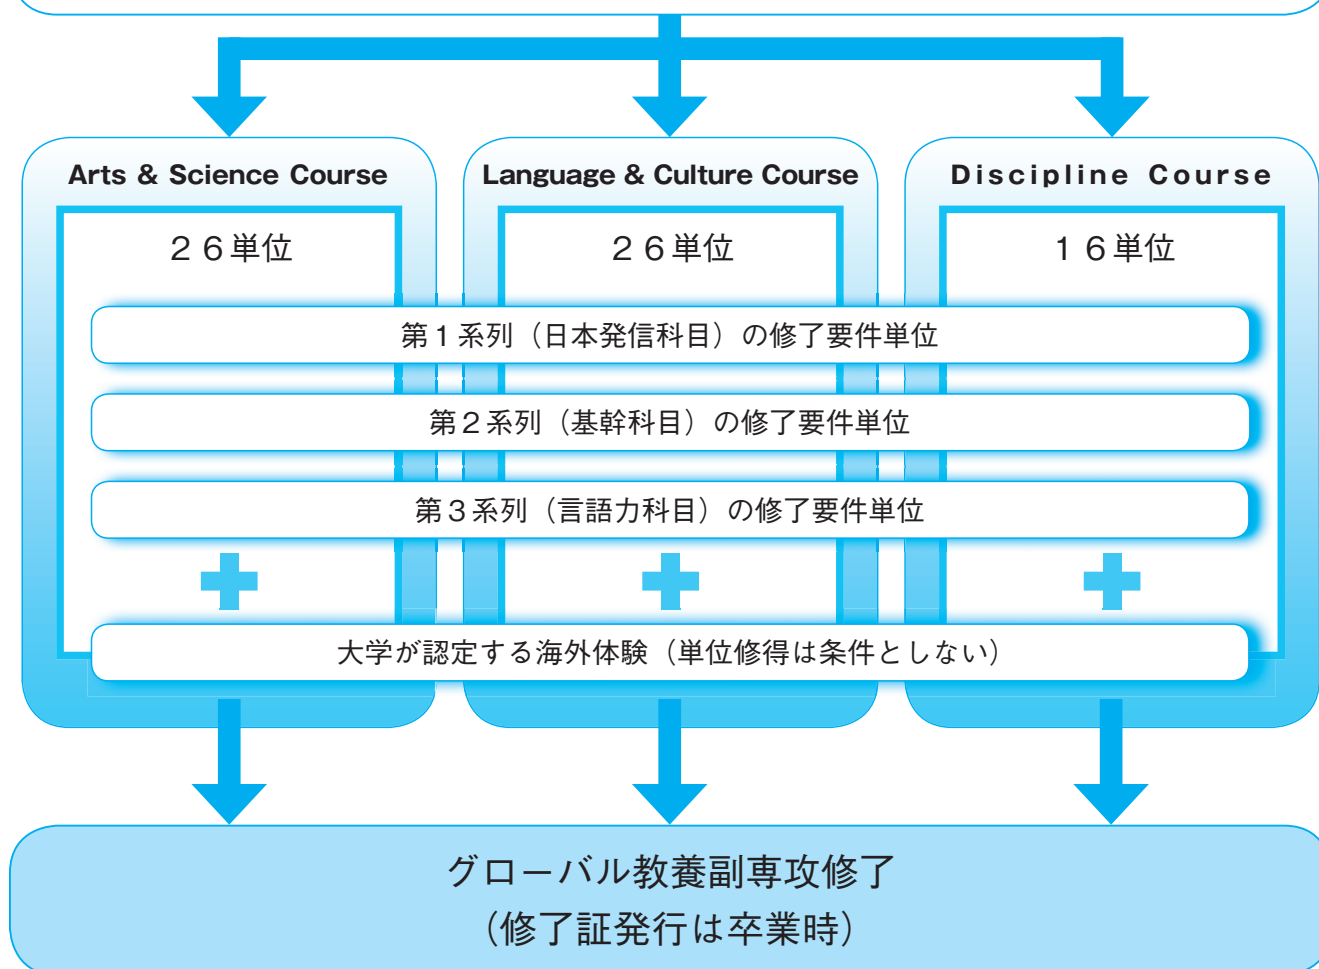 Arts & Science Course
Language & Culture Course
Discipline Course
２６単位
２６単位
１６単位
第１系列（日本発信科目）の修了要件単位
第２系列（基幹科目）の修了要件単位
第３系列（言語力科目）の修了要件単位
大学が認定する海外体験（単位修得は条件としない）
グローバル教養副専攻修了
（修了証発行は卒業時）